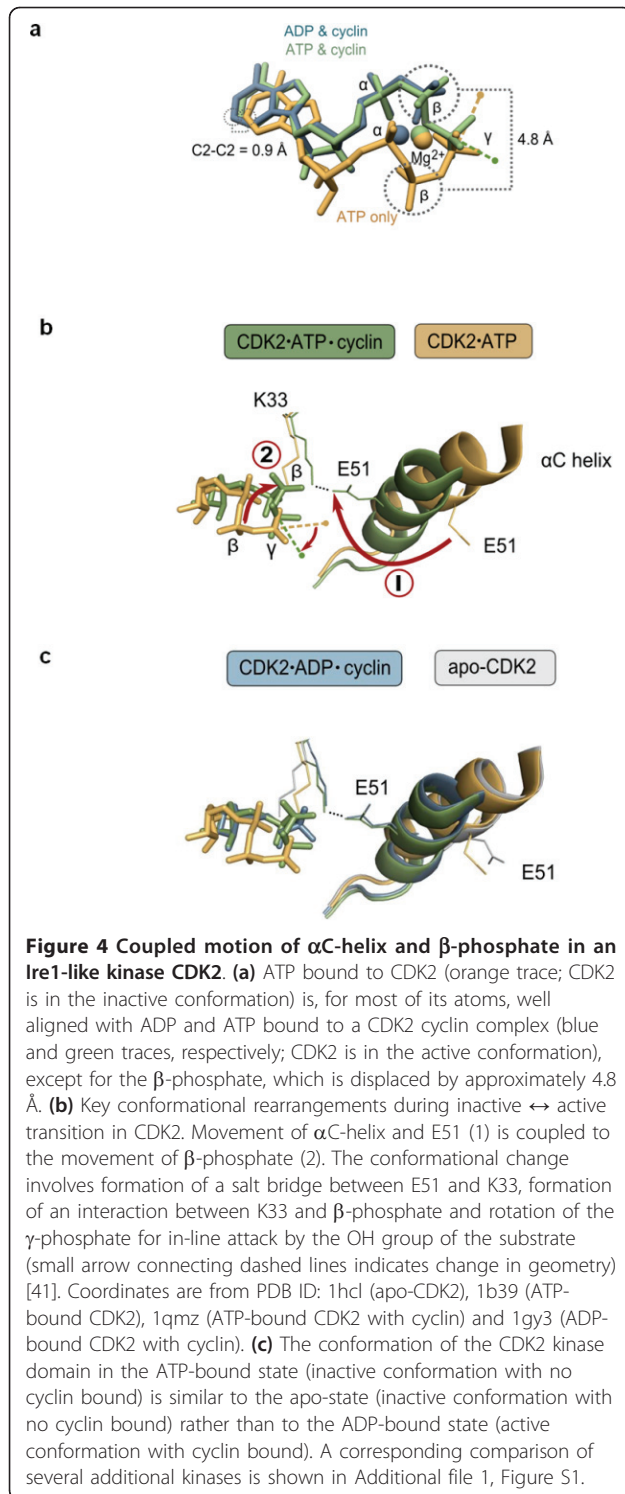 a
ADP & cyclin
ATP & cyclin
α
β
α
γ
4.8 Å
C2-C2 = 0.9 Å
Mg2+
β
ATP only
b
CDK2·ATP·cyclin
CDK2·ATP
K33
2
β
E51
αC helix
β
γ
E51
1
c
CDK2·ADP·cyclin
apo-CDK2
E51
E51
Figure 4 Coupled motion of αC-helix and β-phosphate in an
Ire1-like kinase CDK2. (a) ATP bound to CDK2 (orange trace; CDK2
is in the inactive conformation) is, for most of its atoms, well
aligned with ADP and ATP bound to a CDK2 cyclin complex (blue
and green traces, respectively; CDK2 is in the active conformation),
except for the β-phosphate, which is displaced by approximately 4.8
Å. (b) Key conformational rearrangements during inactive ↔ active
transition in CDK2. Movement of αC-helix and E51 (1) is coupled to
the movement of β-phosphate (2). The conformational change
involves formation of a salt bridge between E51 and K33, formation
of an interaction between K33 and β-phosphate and rotation of the
γ-phosphate for in-line attack by the OH group of the substrate
(small arrow connecting dashed lines indicates change in geometry)
[41]. Coordinates are from PDB ID: 1hcl (apo-CDK2), 1b39 (ATP-
bound CDK2), 1qmz (ATP-bound CDK2 with cyclin) and 1gy3 (ADP-
bound CDK2 with cyclin). (c) The conformation of the CDK2 kinase
domain in the ATP-bound state (inactive conformation with no
cyclin bound) is similar to the apo-state (inactive conformation with
no cyclin bound) rather than to the ADP-bound state (active
conformation with cyclin bound). A corresponding comparison of
several additional kinases is shown in Additional file 1, Figure S1.